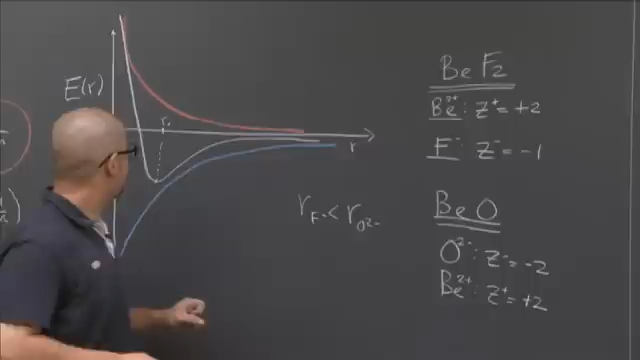 E(r)
r₀
r
r_F⁻ < r_O²⁻
BeF₂
Be²⁺: Z⁺ = +2
F⁻: Z⁻ = -1
BeO
O²⁻: Z⁻ = -2
Be²⁺: Z⁺ = +2